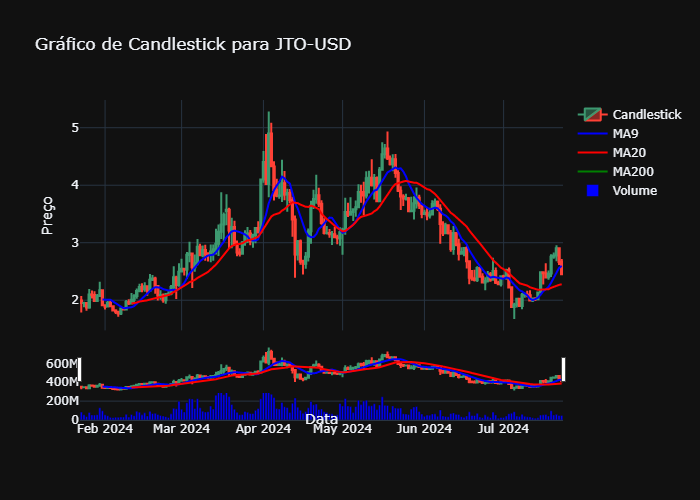 Gráfico de Candlestick para JTO-USD
Candlestick
MA9
MA20
MA200
Volume
Preço
5
4
3
2
600M
400M
200M
0
Data
Feb 2024
Mar 2024
Apr 2024
May 2024
Jun 2024
Jul 2024